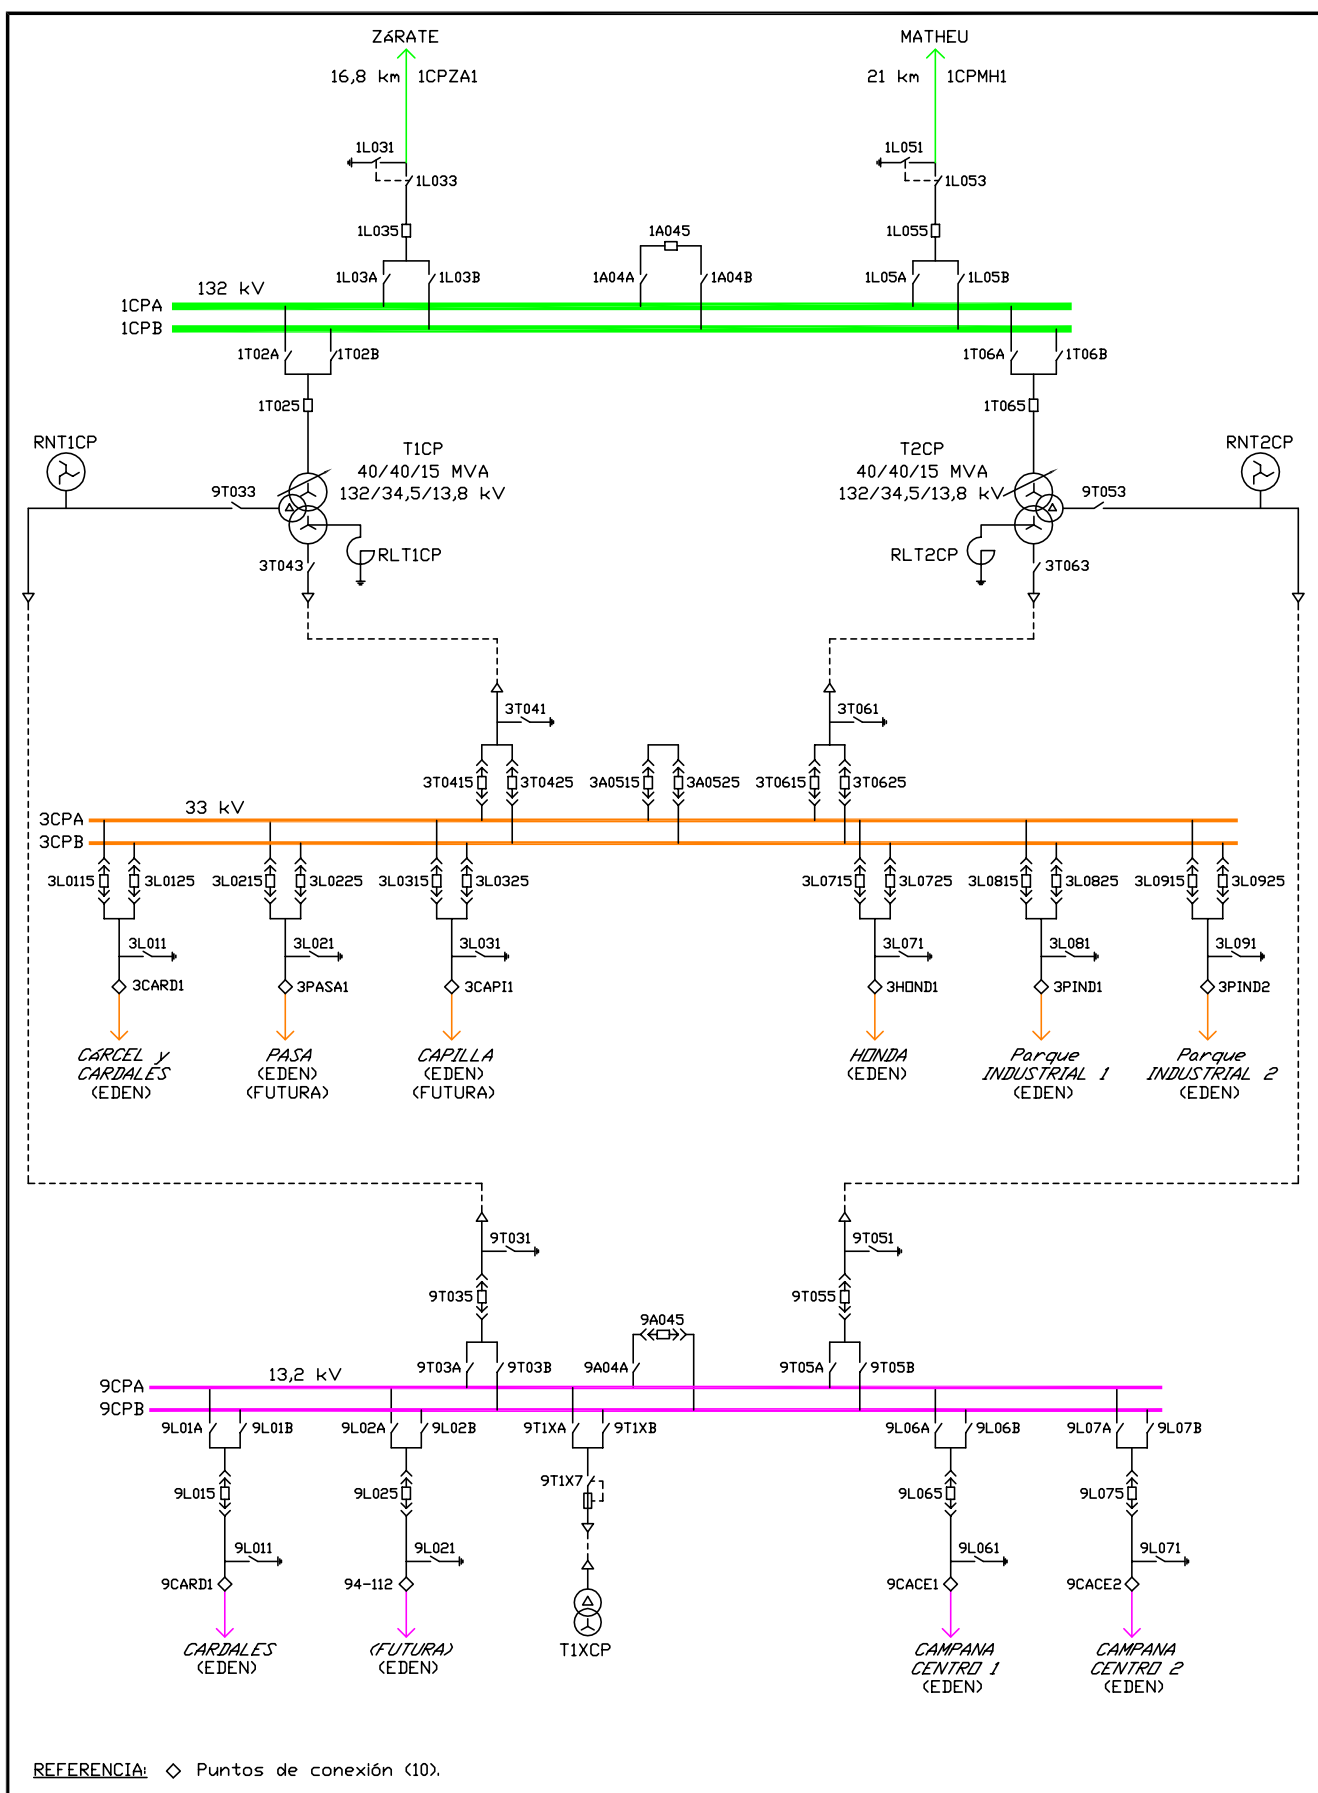 ZáRATE
MATHEU
16,8 km
1CPZA1
21 km
1CPMH1
1L031
1L051
1L033
1L053
1L035
1A045
1L055
1L03A
1L03B
1A04A
1A04B
1L05A
1L05B
132 kV
1CPA
1CPB
1T02A
1T02B
1T06A
1T06B
1T025
1T065
RNT1CP
T1CP
40/40/15 MVA
132/34,5/13,8 kV
T2CP
40/40/15 MVA
132/34,5/13,8 kV
RNT2CP
9T033
9T053
3T043
RLT1CP
RLT2CP
3T063
3T041
3T061
3T0415
3T0425
3A0515
3A0525
3T0615
3T0625
33 kV
3CPA
3CPB
3L0115
3L0125
3L0215
3L0225
3L0315
3L0325
3L0715
3L0725
3L0815
3L0825
3L0915
3L0925
3L011
3L021
3L031
3L071
3L081
3L091
3CARD1
3PASA1
3CAPI1
3HOND1
3PIND1
3PIND2
CáRCEL y
CARDALES
(EDEN)
PASA
(EDEN)
(FUTURA)
CAPILLA
(EDEN)
(FUTURA)
HONDA
(EDEN)
Parque
INDUSTRIAL 1
(EDEN)
Parque
INDUSTRIAL 2
(EDEN)
9T031
9T051
9T035
9T055
9A045
9T03A
9T03B
9A04A
9T05A
9T05B
13,2 kV
9CPA
9CPB
9L01A
9L01B
9L02A
9L02B
9T1XA
9T1XB
9L06A
9L06B
9L07A
9L07B
9T1X7
9L015
9L025
9L065
9L075
9L011
9L021
9L061
9L071
9CARD1
94-112
9CACE1
9CACE2
CARDALES
(EDEN)
(FUTURA)
(EDEN)
T1XCP
CAMPANA
CENTRO 1
(EDEN)
CAMPANA
CENTRO 2
(EDEN)
REFERENCIA: Puntos de conexión (10).